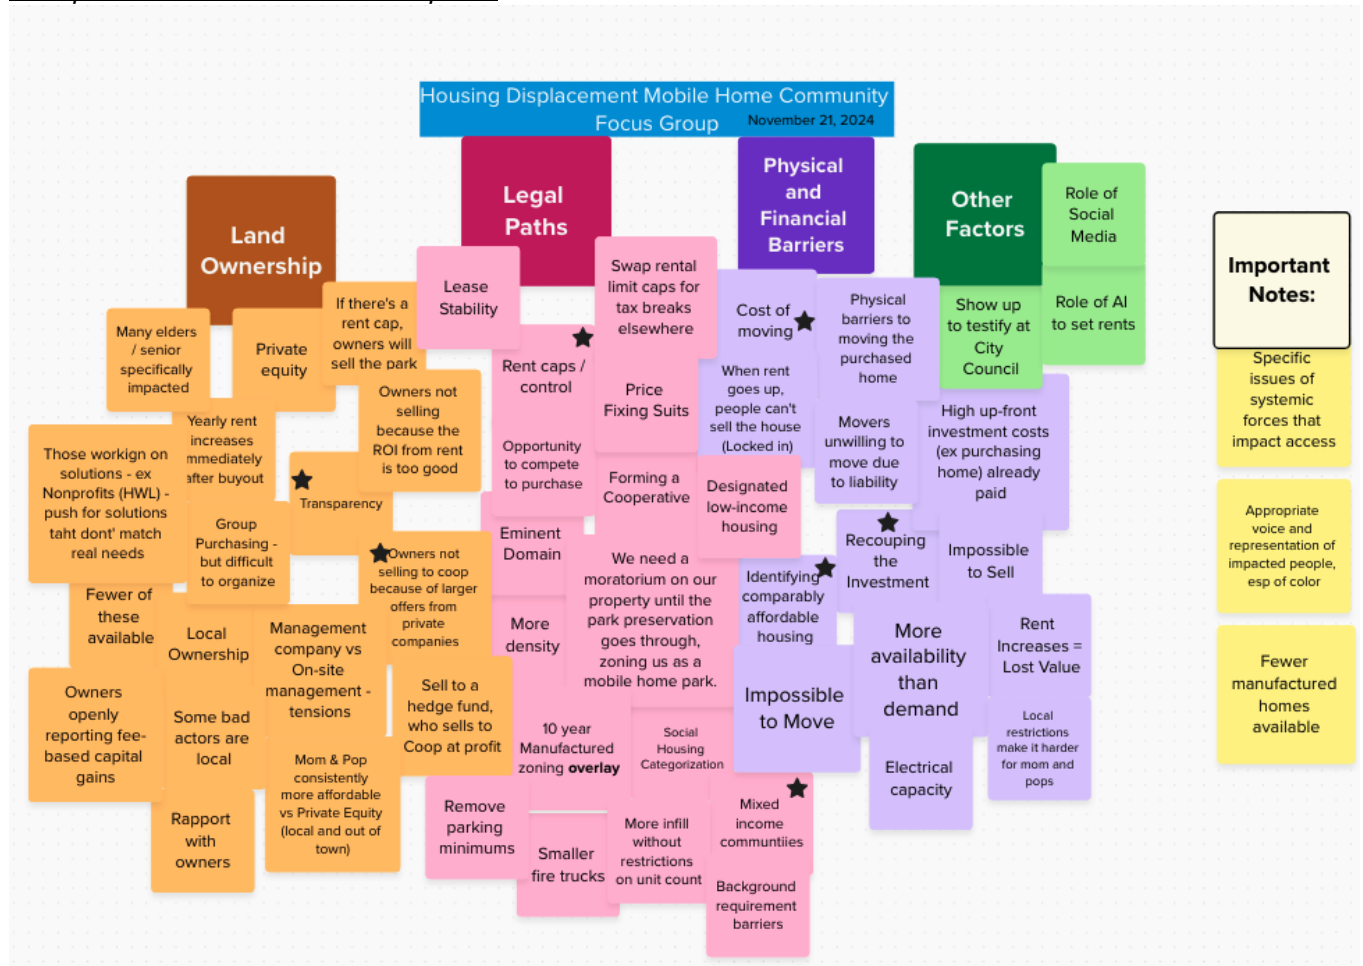 Housing Displacement Mobile Home Community
Focus Group
November 21, 2024
Land
Ownership
Many elders
/ senior
specifically
impacted
Private
equity
If there's a
rent cap,
owners will
sell the park
Yearly rent
increases
mmediately
after buyout
Owners not
selling
because the
ROI from rent
is too good
Those workign on
solutions - ex
Nonprofits (HWL) -
push for solutions
taht dont' match
real needs
Transparency
Group
Purchasing -
but difficult
to organize
Owners not
selling to coop
because of larger
offers from
private
companies
Fewer of
these
available
Local
Ownership
Management
company vs
On-site
management -
tensions
Owners
openly
reporting fee-
based capital
gains
Some bad
actors are
local
Sell to a
hedge fund,
who sells to
Coop at profit
Mom & Pop
consistently
more affordable
vs Private Equity
(local and out of
town)
Rapport
with
owners
Legal
Paths
Lease
Stability
Swap rental
limit caps for
tax breaks
elsewhere
Rent caps /
control
Price
Fixing Suits
Opportunity
to compete
to purchase
Forming a
Cooperative
Designated
low-income
housing
Eminent
Domain
We need a
moratorium on our
property until the
park preservation
goes through,
zoning us as a
mobile home park.
More
density
10 year
Manufactured
zoning overlay
Social
Housing
Categorization
Remove
parking
minimums
Smaller
fire trucks
More infill
without
restrictions
on unit count
Mixed
income
communtiies
Background
requirement
barriers
Physical
and
Financial
Barriers
Cost of
moving
Physical
barriers to
moving the
purchased
home
When rent
goes up,
people can't
sell the house
(Locked in)
Movers
unwilling to
move due
to liability
High up-front
investment costs
(ex purchasing
home) already
paid
Recouping
the
Investment
Impossible
to Sell
Identifying
comparably
affordable
housing
More
availability
than
demand
Rent
Increases =
Lost Value
Impossible
to Move
Electrical
capacity
Local
restrictions
make it harder
for mom and
pops
Other
Factors
Role of
Social
Media
Show up
to testify at
City
Council
Role of AI
to set rents
Important
Notes:
Specific
issues of
systemic
forces that
impact access
Appropriate
voice and
representation of
impacted people,
esp of color
Fewer
manufactured
homes
available